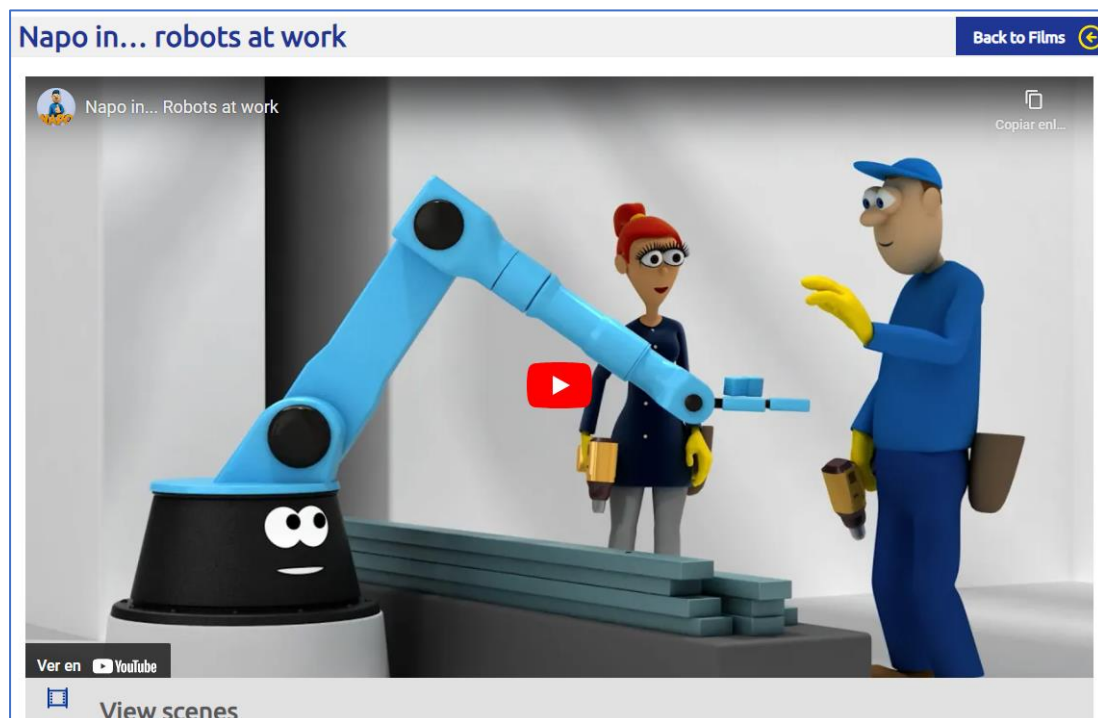 Napo in... robots at work
Back to Films
NAPO
Napo in... Robots at work
Copiar enl...
Ver en YouTube
View scenes